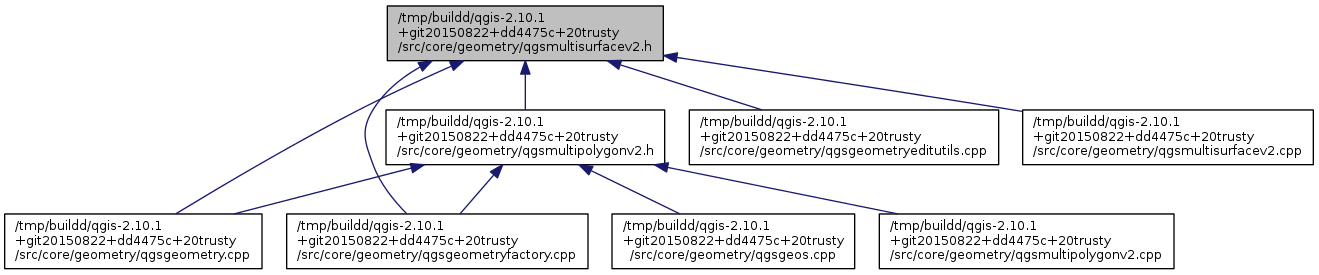 /tmp/buildd/qgis-2.10.1
+git20150822+dd4475c+20trusty
/src/core/geometry/qgsmultisurfacev2.h
/tmp/buildd/qgis-2.10.1
+git20150822+dd4475c+20trusty
/src/core/geometry/qgsmultipolygonv2.h
/tmp/buildd/qgis-2.10.1
+git20150822+dd4475c+20trusty
/src/core/geometry/qgsgeometryeditutils.cpp
/tmp/buildd/qgis-2.10.1
+git20150822+dd4475c+20trusty
/src/core/geometry/qgsmultisurfacev2.cpp
/tmp/buildd/qgis-2.10.1
+git20150822+dd4475c+20trusty
/src/core/geometry/qgsgeometry.cpp
/tmp/buildd/qgis-2.10.1
+git20150822+dd4475c+20trusty
/src/core/geometry/qgsgeometryfactory.cpp
/tmp/buildd/qgis-2.10.1
+git20150822+dd4475c+20trusty
/src/core/geometry/qgsgeos.cpp
/tmp/buildd/qgis-2.10.1
+git20150822+dd4475c+20trusty
/src/core/geometry/qgsmultipolygonv2.cpp